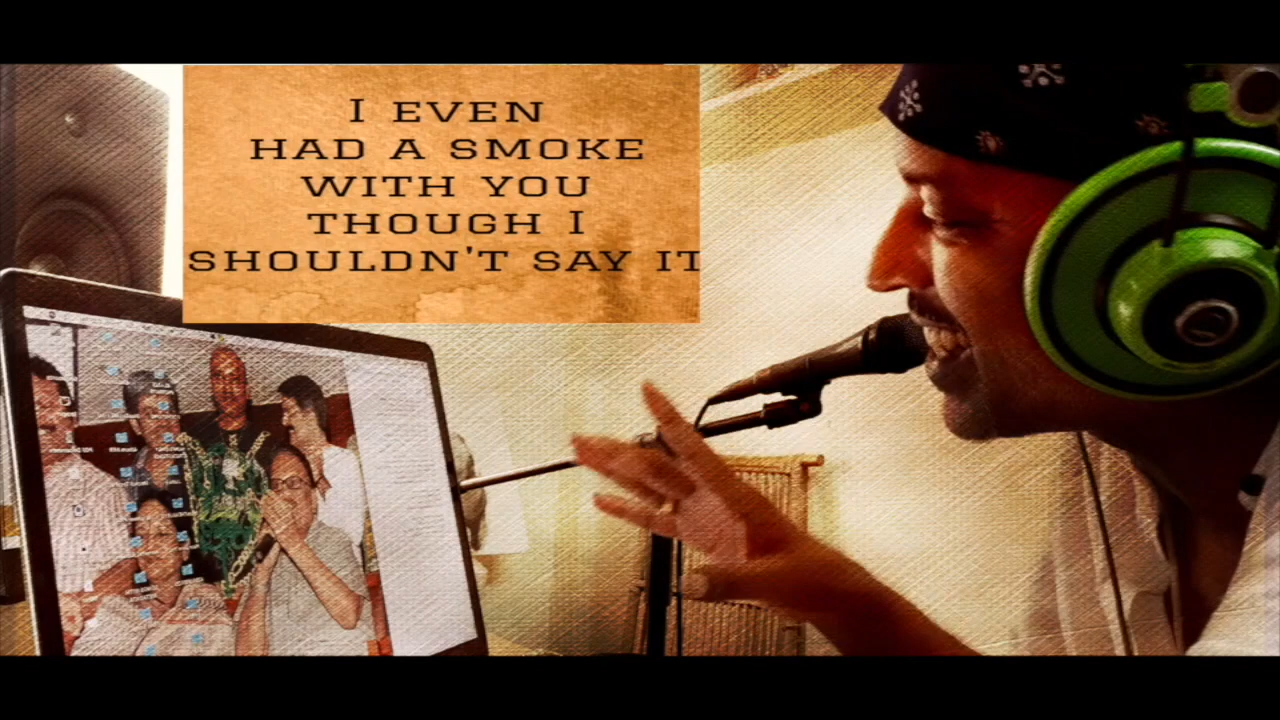 I EVEN
HAD A SMOKE
WITH YOU
THOUGH I
SHOULDN'T SAY IT